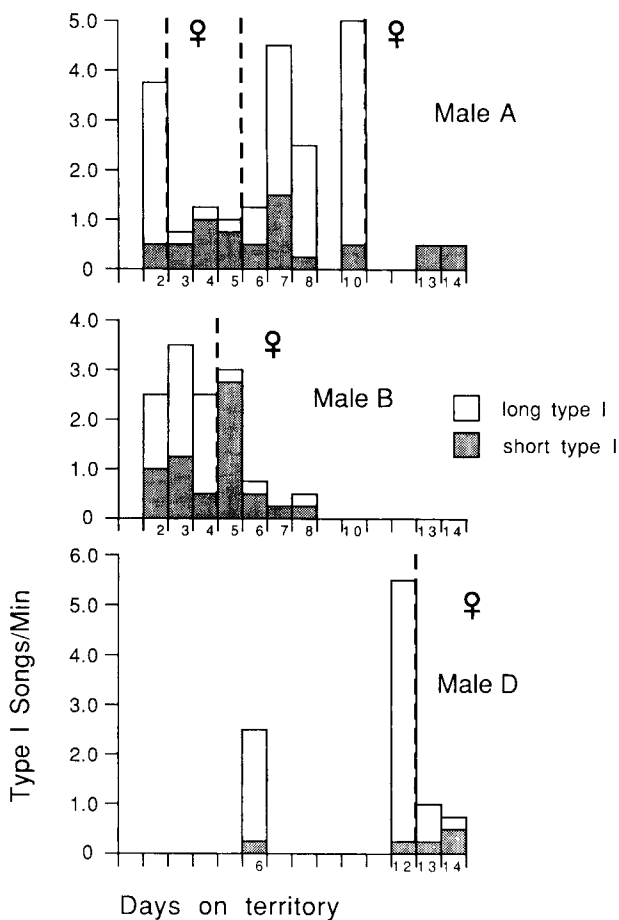 5.0
4.0
3.0
2.0
1.0
0
♀ ♀
Male A
2 3 4 5 6 7 8 10 13 14
4.0
3.0
2.0
1.0
0
♀
Male B
2 3 4 5 6 7 8 10 13 14
long type I
short type I
6.0
5.0
4.0
3.0
2.0
1.0
0
♀
Male D
6 12 13 14
Type I Songs/Min
Days on territory